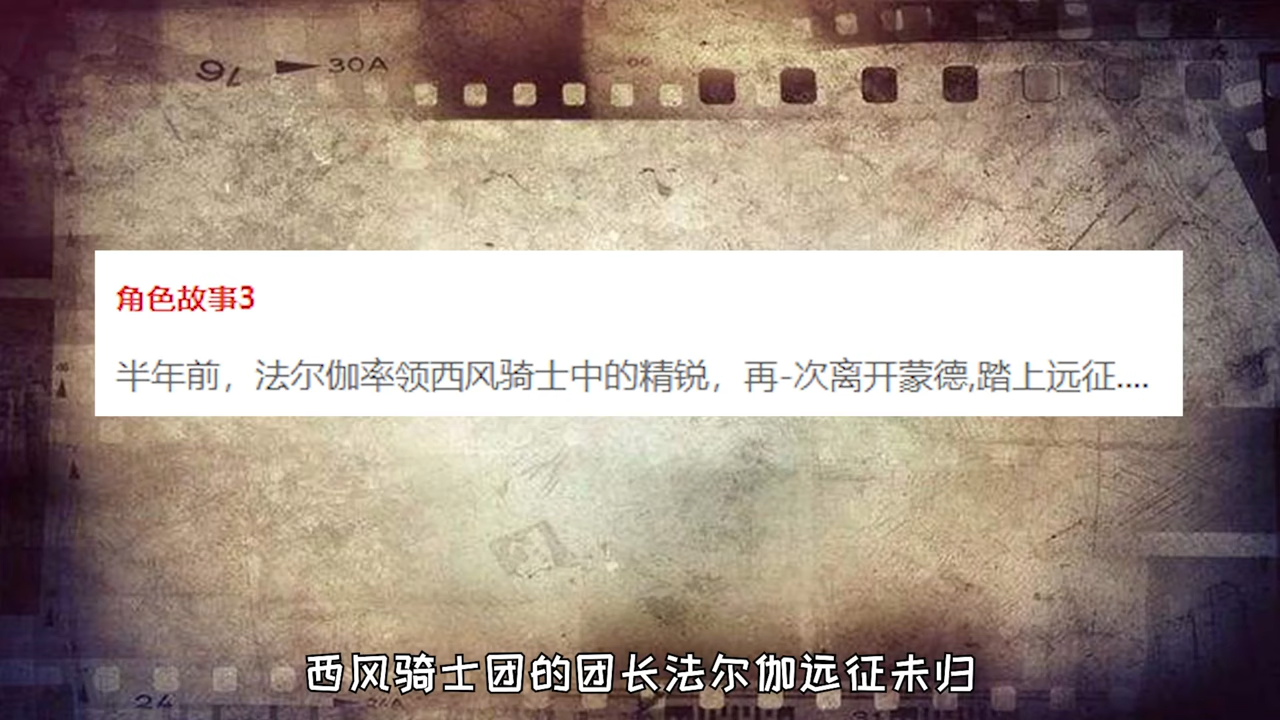 76
30A
角色故事3
半年前，法尔伽率领西风骑士中的精锐，再-次离开蒙德,踏上远征....
西风骑士团的团长法尔伽远征未归
24
24A